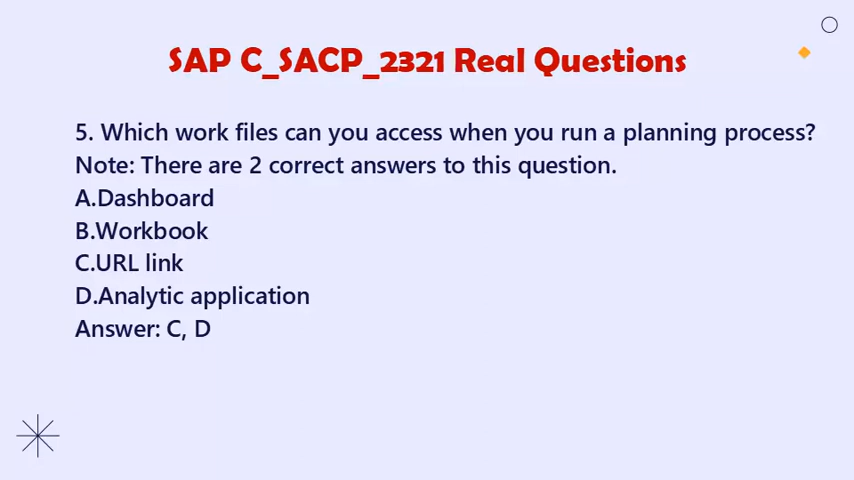 SAP C_SACP_2321 Real Questions
5. Which work files can you access when you run a planning process?
Note: There are 2 correct answers to this question.
A.Dashboard
B.Workbook
C.URL link
D.Analytic application
Answer: C, D